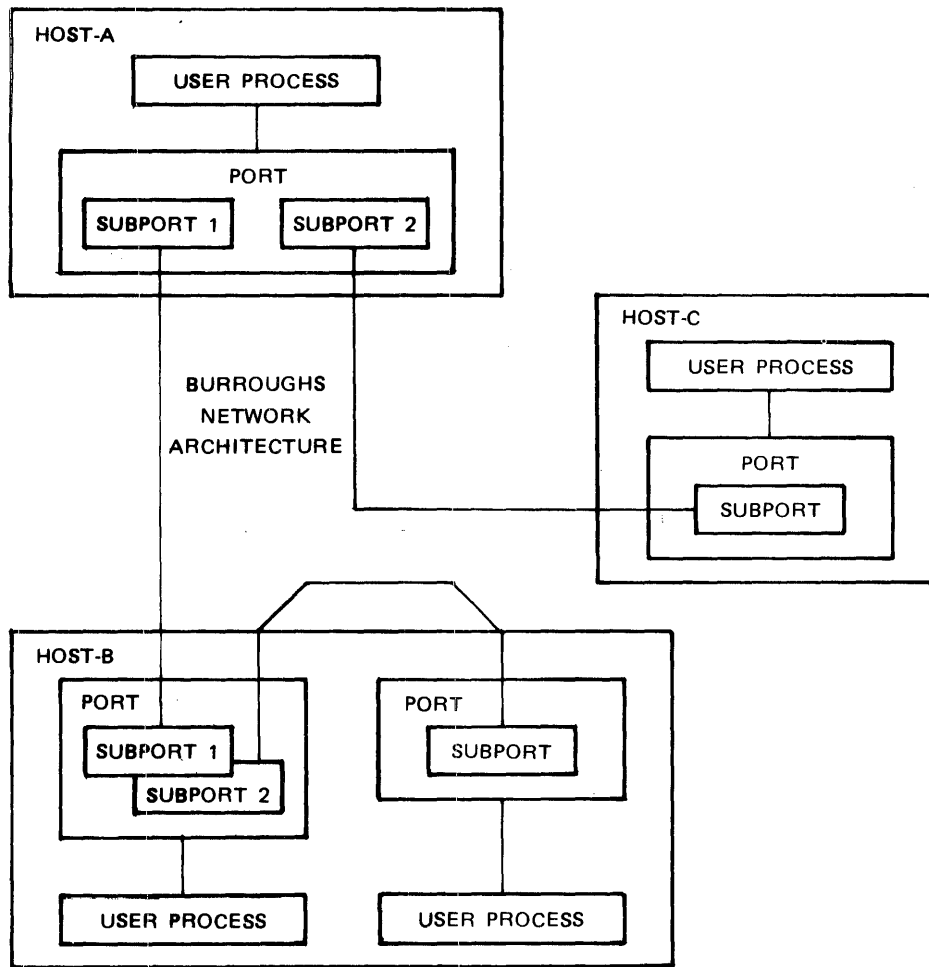 HOST-A
USER PROCESS
PORT
SUBPORT 1
SUBPORT 2
HOST-C
USER PROCESS
PORT
SUBPORT
BURROUGHS
NETWORK
ARCHITECTURE
HOST-B
PORT
SUBPORT 1
SUBPORT 2
USER PROCESS
PORT
SUBPORT
USER PROCESS